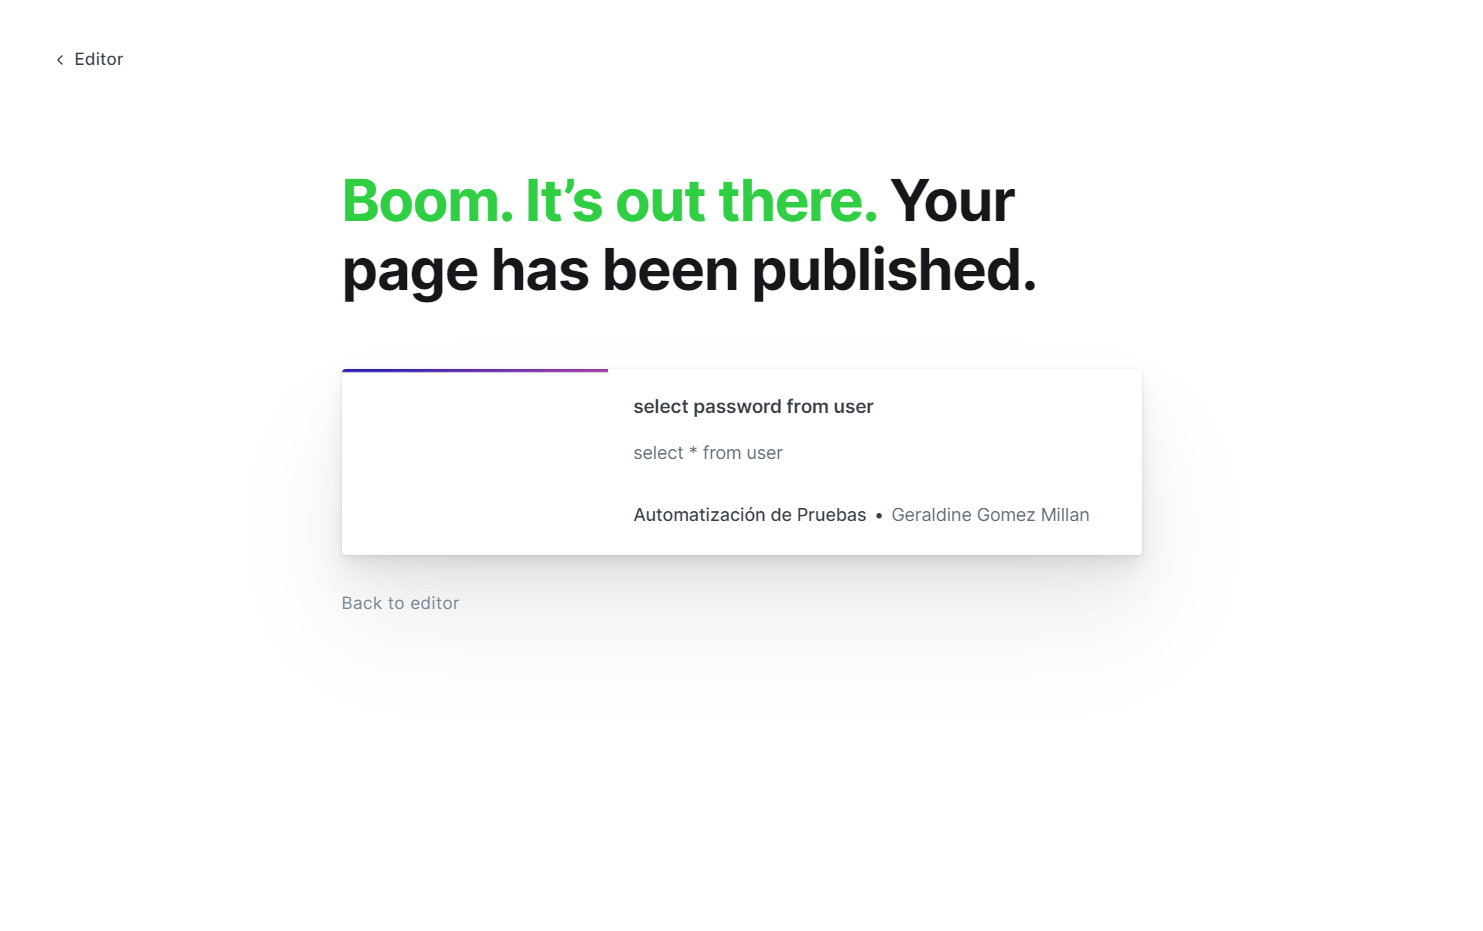 Editor
Boom. It’s out there. Your
page has been published.
select password from user
select * from user
Automatización de Pruebas • Geraldine Gomez Millan
Back to editor